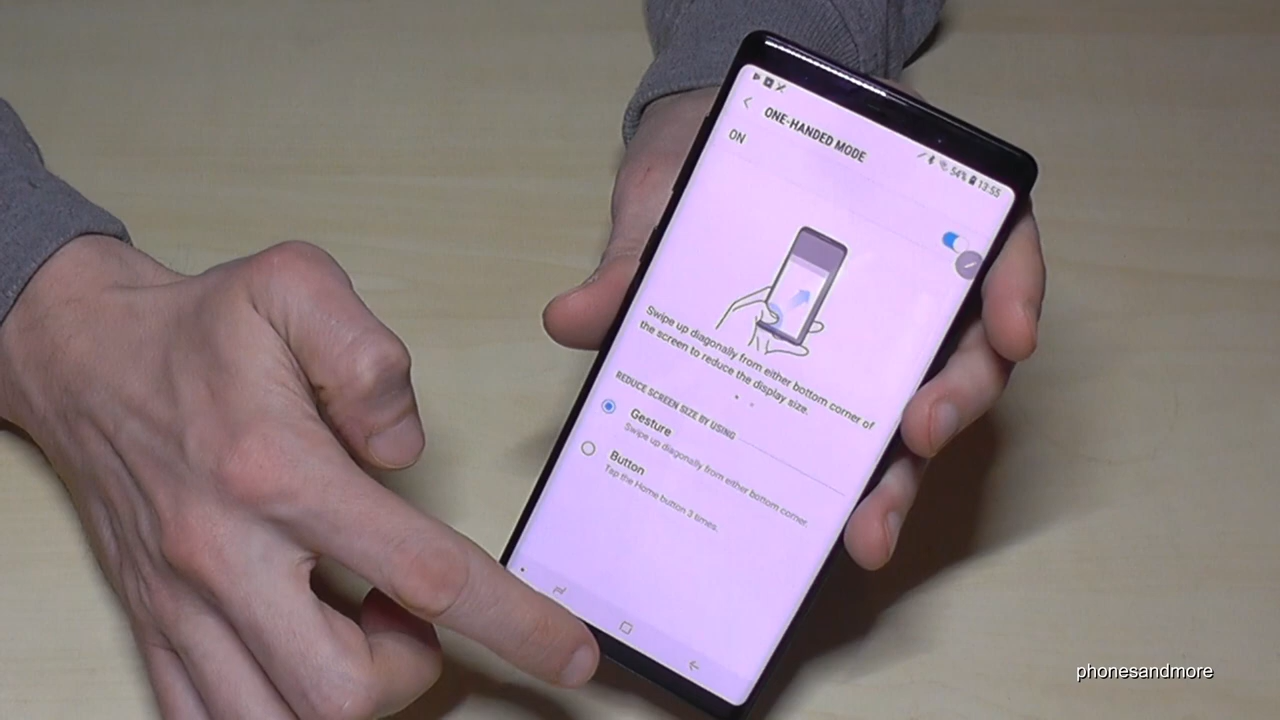 54% 13:55
ONE-HANDED MODE
ON
Swipe up diagonally from either bottom corner of
the screen to reduce the display size.
REDUCE SCREEN SIZE BY USING
Gesture
Swipe up diagonally from either bottom corner.
Button
Tap the Home button 3 times.
phonesandmore